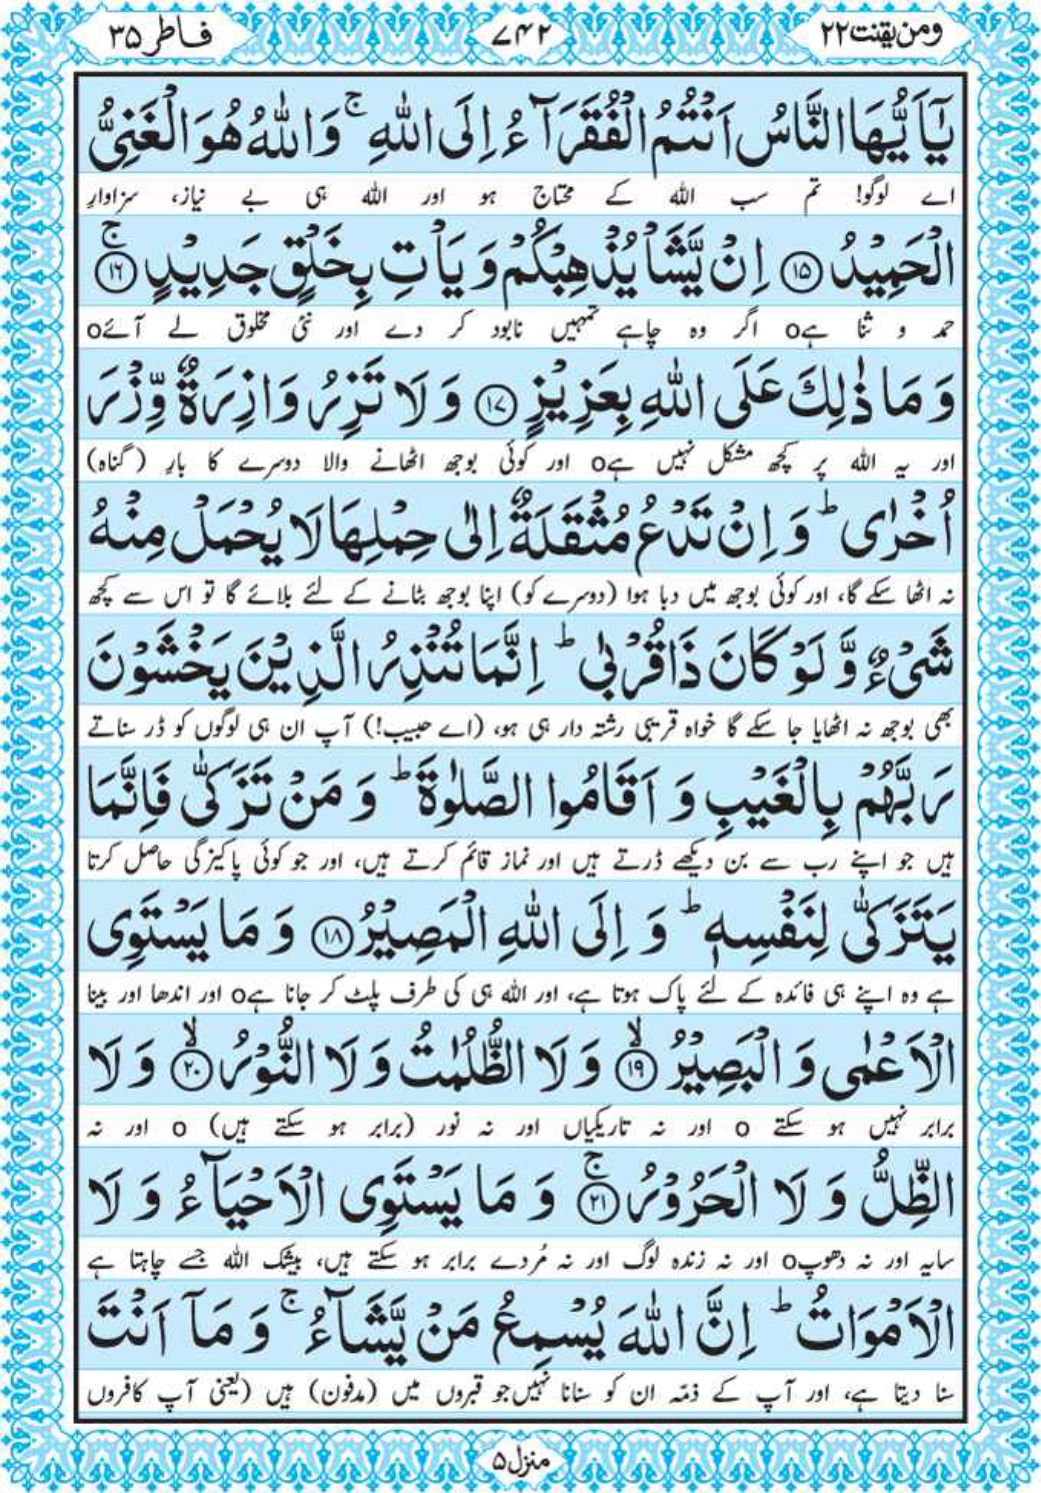 ومن یقنت ۲۲
۷۴۲
فاطر ۳۵
يٰۤاَيُّهَا النَّاسُ اَنْتُمُ الْفُقَرَآءُ اِلَى اللّٰهِ ۚ وَاللّٰهُ هُوَ الْغَنِيُّ
اے لوگو! تم سب اللہ کے محتاج ہو اور اللہ ہی بے نیاز، سزاوارِ
الْحَمِيْدُ ﴿۱۵﴾ اِنْ يَّشَاْ يُذْهِبْكُمْ وَ يَاْتِ بِخَلْقٍ جَدِيْدٍ ﴿۱۶﴾ۚ
حمد و ثنا ہےo اگر وہ چاہے تمہیں نابود کر دے اور نئی مخلوق لے آئےo
وَ مَا ذٰلِكَ عَلَى اللّٰهِ بِعَزِيْزٍ ﴿۱۷﴾ وَ لَا تَزِرُ وَازِرَةٌ وِّزْرَ
اور یہ اللہ پر کچھ مشکل نہیں ہےo اور کوئی بوجھ اٹھانے والا دوسرے کا بارِ (گناہ)
اُخْرٰى ؕ وَ اِنْ تَدْعُ مُثْقَلَةٌ اِلٰى حِمْلِهَا لَا يُحْمَلْ مِنْهُ
نہ اٹھا سکے گا، اور کوئی بوجھ میں دبا ہوا (دوسرے کو) اپنا بوجھ بٹانے کے لئے بلائے گا تو اس سے کچھ
شَيْءٌ وَّ لَوْ كَانَ ذَا قُرْبٰى ؕ اِنَّمَا تُنْذِرُ الَّذِيْنَ يَخْشَوْنَ
بھی بوجھ نہ اٹھایا جا سکے گا خواہ قریبی رشتہ دار ہی ہو، (اے حبیب!) آپ ان ہی لوگوں کو ڈر سناتے
رَبَّهُمْ بِالْغَيْبِ وَ اَقَامُوا الصَّلٰوةَ ؕ وَ مَنْ تَزَكّٰى فَاِنَّمَا
ہیں جو اپنے رب سے بن دیکھے ڈرتے ہیں اور نماز قائم کرتے ہیں، اور جو کوئی پاکیزگی حاصل کرتا
يَتَزَكّٰى لِنَفْسِهٖ ؕ وَ اِلَى اللّٰهِ الْمَصِيْرُ ﴿۱۸﴾ وَ مَا يَسْتَوِي
ہے وہ اپنے ہی فائدہ کے لئے پاک ہوتا ہے، اور اللہ ہی کی طرف پلٹ کر جانا ہےo اور اندھا اور بینا
الْاَعْمٰى وَ الْبَصِيْرُ ﴿۱۹﴾ۙ وَ لَا الظُّلُمٰتُ وَ لَا النُّوْرُ ﴿۲۰﴾ۙ وَ لَا
برابر نہیں ہو سکتے o اور نہ تاریکیاں اور نہ نور (برابر ہو سکتے ہیں) o اور نہ
الظِّلُّ وَ لَا الْحَرُوْرُ ﴿۲۱﴾ۚ وَ مَا يَسْتَوِي الْاَحْيَآءُ وَ لَا
سایہ اور نہ دھوپo اور نہ زندہ لوگ اور نہ مُردے برابر ہو سکتے ہیں، بیشک اللہ جسے چاہتا ہے
الْاَمْوَاتُ ؕ اِنَّ اللّٰهَ يُسْمِعُ مَنْ يَّشَآءُ ۚ وَ مَاۤ اَنْتَ
سنا دیتا ہے، اور آپ کے ذمّہ ان کو سنانا نہیں جو قبروں میں (مدفون) ہیں (یعنی آپ کافروں
منزل ۵